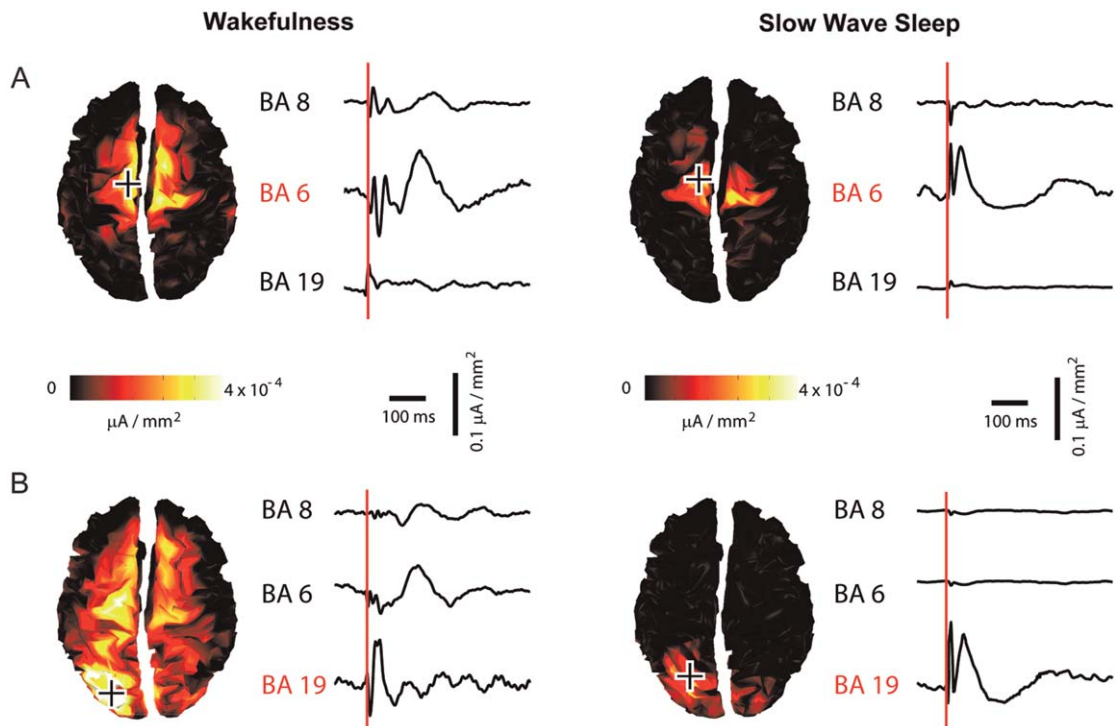 Wakefulness
Slow Wave Sleep
A
BA 8
BA 6
BA 19
BA 8
BA 6
BA 19
0
4 x 10⁻⁴
µA / mm²
100 ms
0.1 µA / mm²
0
4 x 10⁻⁴
µA / mm²
100 ms
0.1 µA / mm²
B
BA 8
BA 6
BA 19
BA 8
BA 6
BA 19